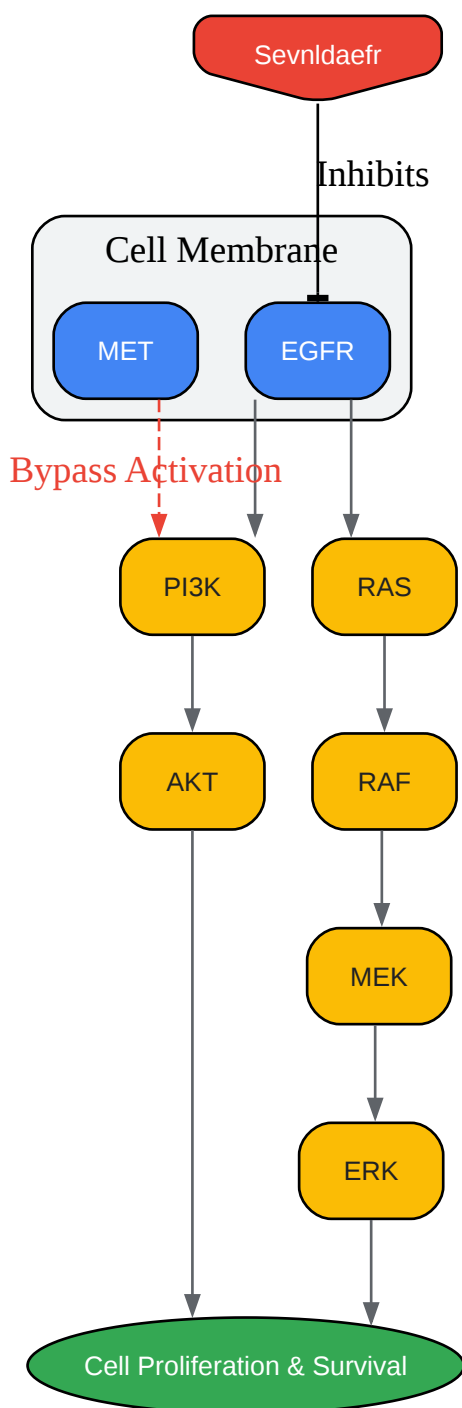 Sevnldaefr
Inhibits
Cell Membrane
MET
EGFR
Bypass Activation
PI3K
RAS
AKT
RAF
MEK
ERK
Cell Proliferation & Survival